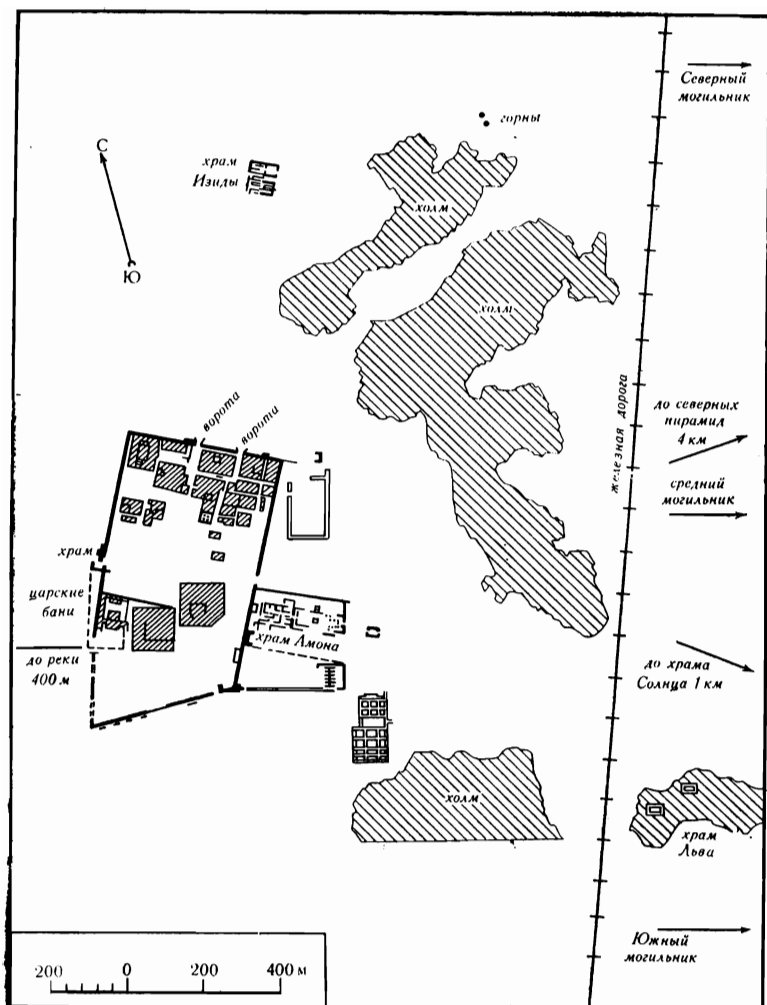 Северный
могильник
горны
С
храм
Изиды
холм
Ю
холм
ворота
ворота
железная дорога
до северных
пирамид
4 км
средний
могильник
храм
царские
бани
храм Амона
до реки
400 м
до храма
Солнца 1 км
холм
храм
Льва
Южный
могильник
200 0 200 400 м